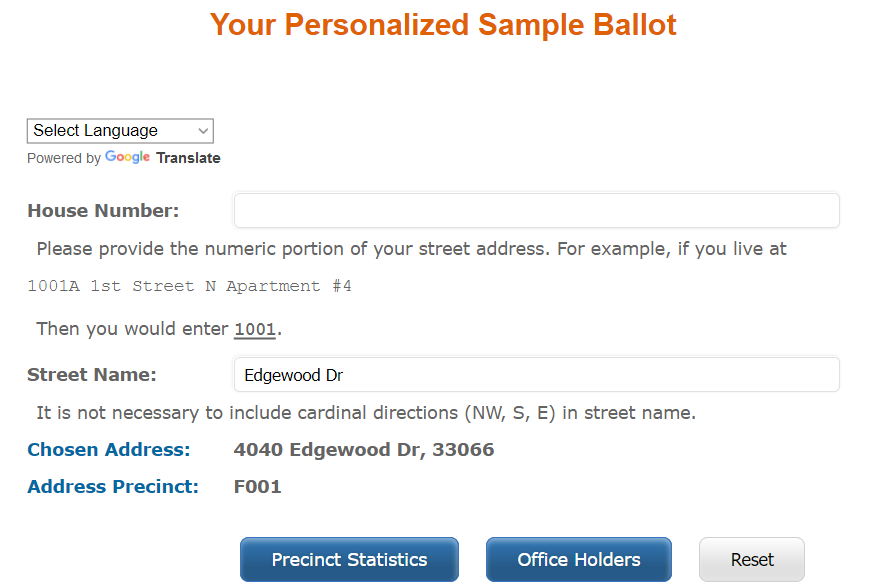 Your Personalized Sample Ballot
Select Language
Powered by Google Translate
House Number:
Please provide the numeric portion of your street address. For example, if you live at
1001A 1st Street N Apartment #4
Then you would enter 1001.
Street Name: Edgewood Dr
It is not necessary to include cardinal directions (NW, S, E) in street name.
Chosen Address: 4040 Edgewood Dr, 33066
Address Precinct: F001
Precinct Statistics Office Holders Reset